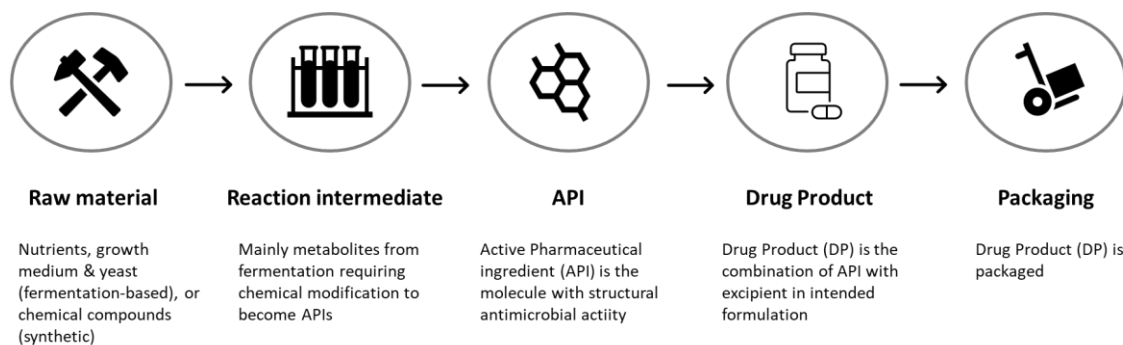 Raw material
Nutrients, growth
medium & yeast
(fermentation-based), or
chemical compounds
(synthetic)
Reaction intermediate
Mainly metabolites from
fermentation requiring
chemical modification to
become APIs
API
Active Pharmaceutical
ingredient (API) is the
molecule with structural
antimicrobial actiity
Drug Product
Drug Product (DP) is the
combination of API with
excipient in intended
formulation
Packaging
Drug Product (DP) is
packaged